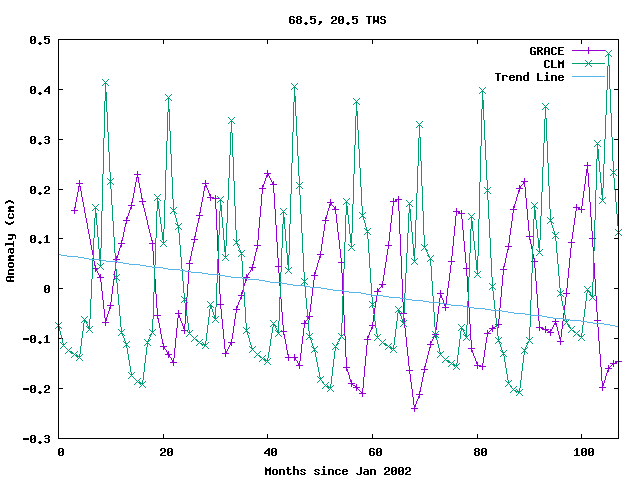 68.5, 20.5 TWS
GRACE
CLM
Trend Line
0.5
0.4
0.3
0.2
0.1
0
-0.1
-0.2
-0.3
Anomaly (cm)
0 20 40 60 80 100
Months since Jan 2002